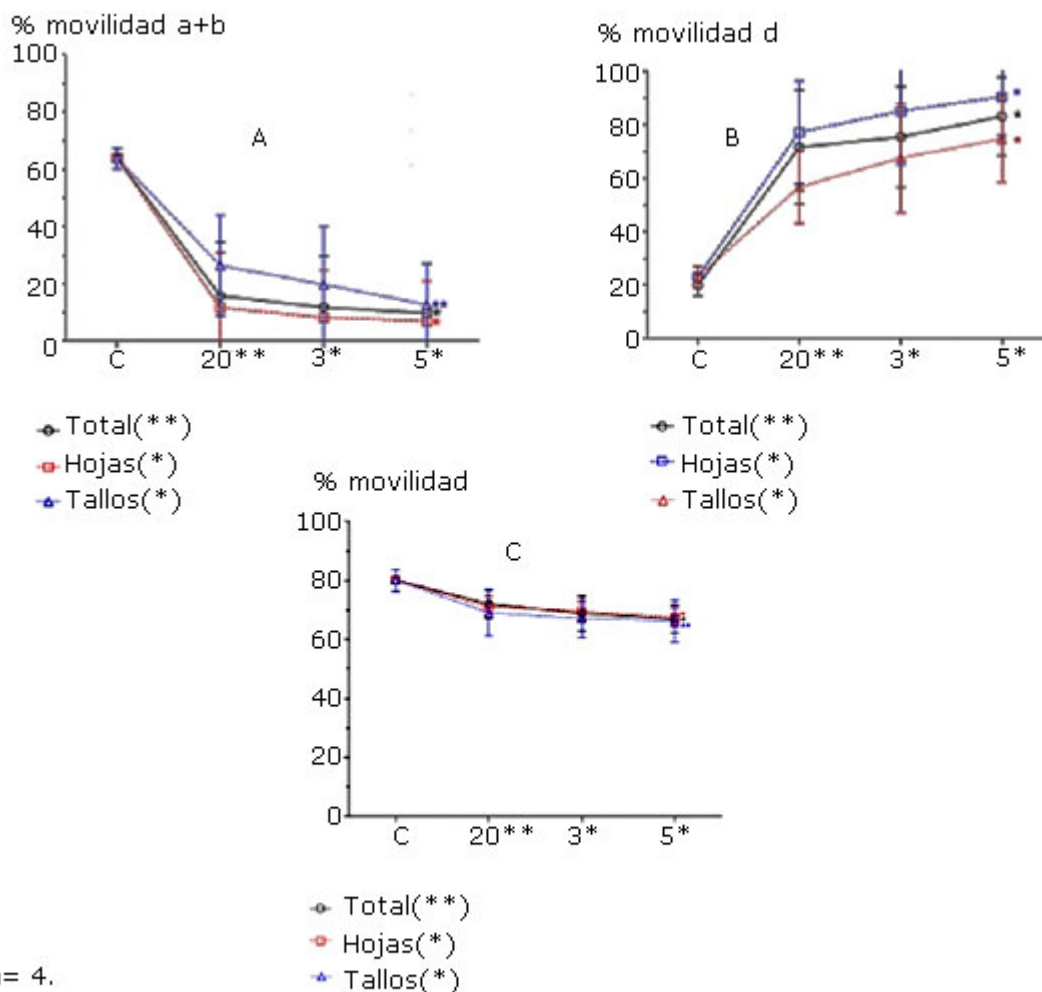 % movilidad a+b
100
80
60
40
20
0
A
C 20** 3* 5*
Total(**)
Hojas(*)
Tallos(*)
% movilidad d
100
80
60
40
20
0
B
C 20** 3* 5*
Total(**)
Hojas(*)
Tallos(*)
% movilidad
100
80
60
40
20
0
C
C 20** 3* 5*
Total(**)
Hojas(*)
Tallos(*)
= 4.